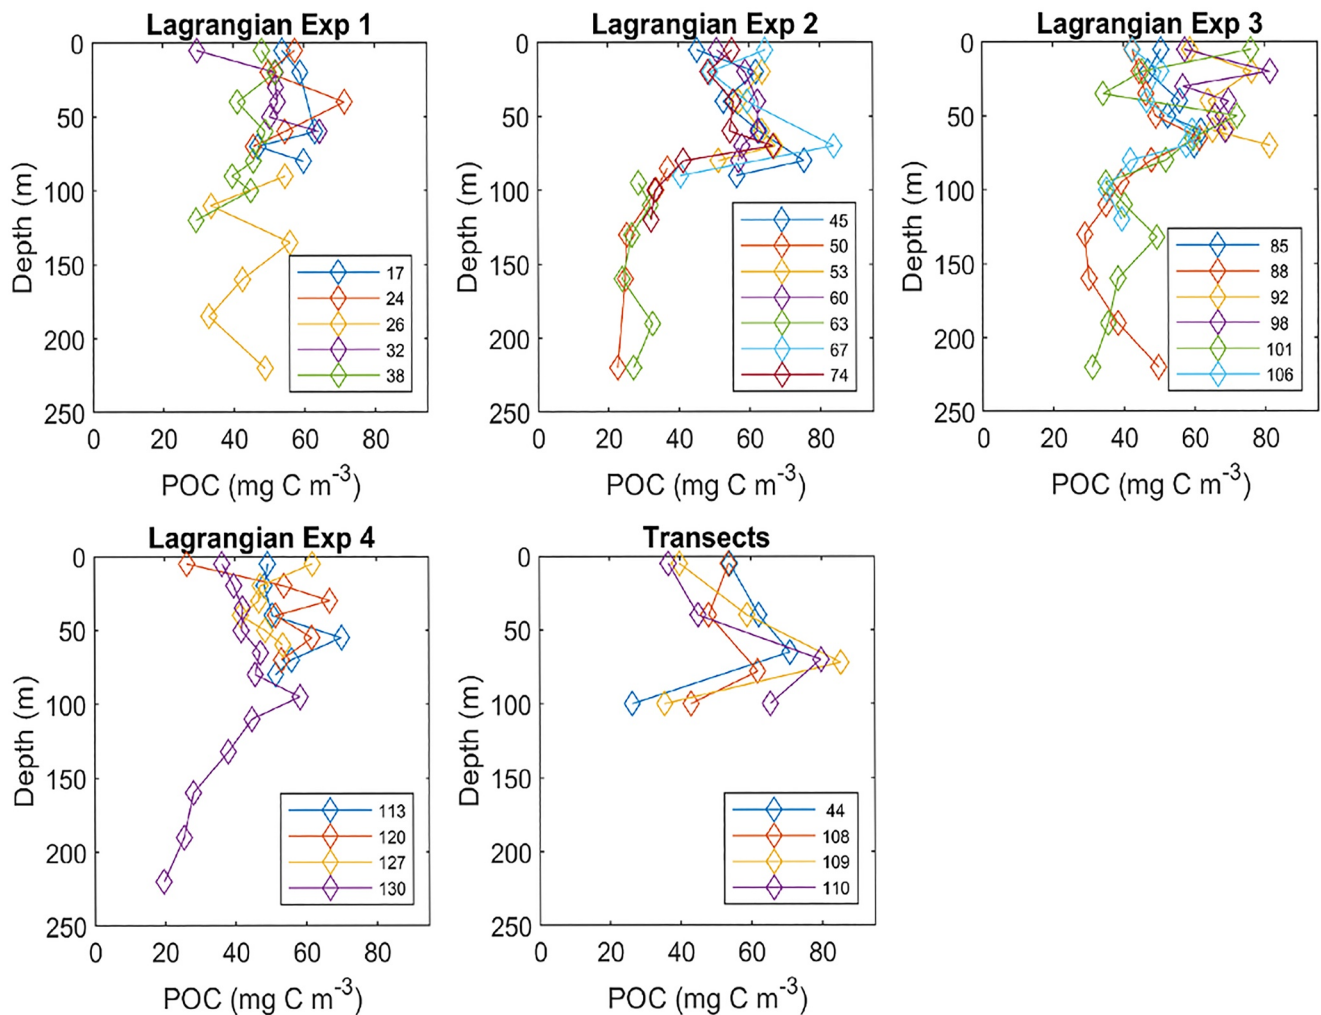 Lagrangian Exp 1
0
50
100
150
200
250
Depth (m)
17
24
26
32
38
0 20 40 60 80
POC (mg C m-3)
Lagrangian Exp 2
0
50
100
150
200
250
Depth (m)
45
50
53
60
63
67
74
0 20 40 60 80
POC (mg C m-3)
Lagrangian Exp 3
0
50
100
150
200
250
Depth (m)
85
88
92
98
101
106
0 20 40 60 80
POC (mg C m-3)
Lagrangian Exp 4
0
50
100
150
200
250
Depth (m)
113
120
127
130
0 20 40 60 80
POC (mg C m-3)
Transects
0
50
100
150
200
250
Depth (m)
44
108
109
110
0 20 40 60 80
POC (mg C m-3)